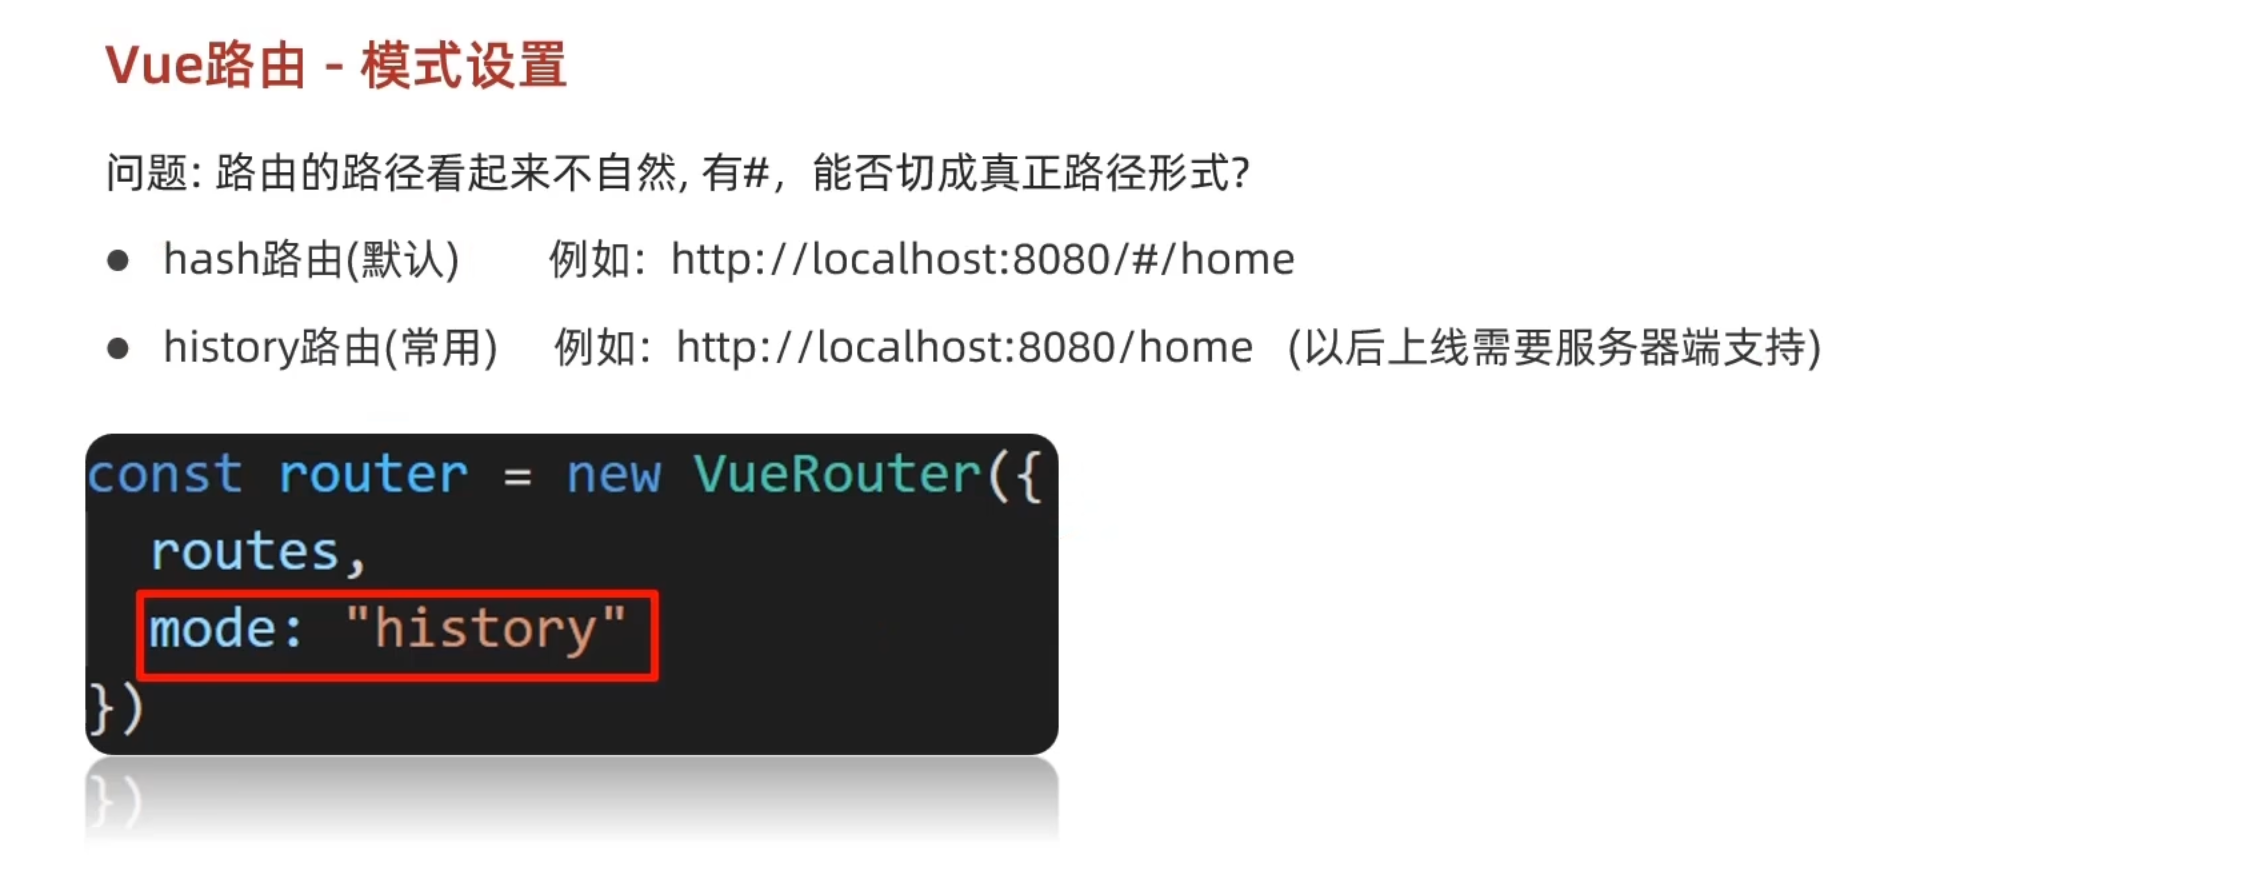 Vue路由 - 模式设置
问题: 路由的路径看起来不自然, 有#，能否切成真正路径形式?
● hash路由(默认) 例如：http://localhost:8080/#/home
● history路由(常用) 例如：http://localhost:8080/home (以后上线需要服务器端支持)
const router = new VueRouter({
routes,
mode: "history"
})
})